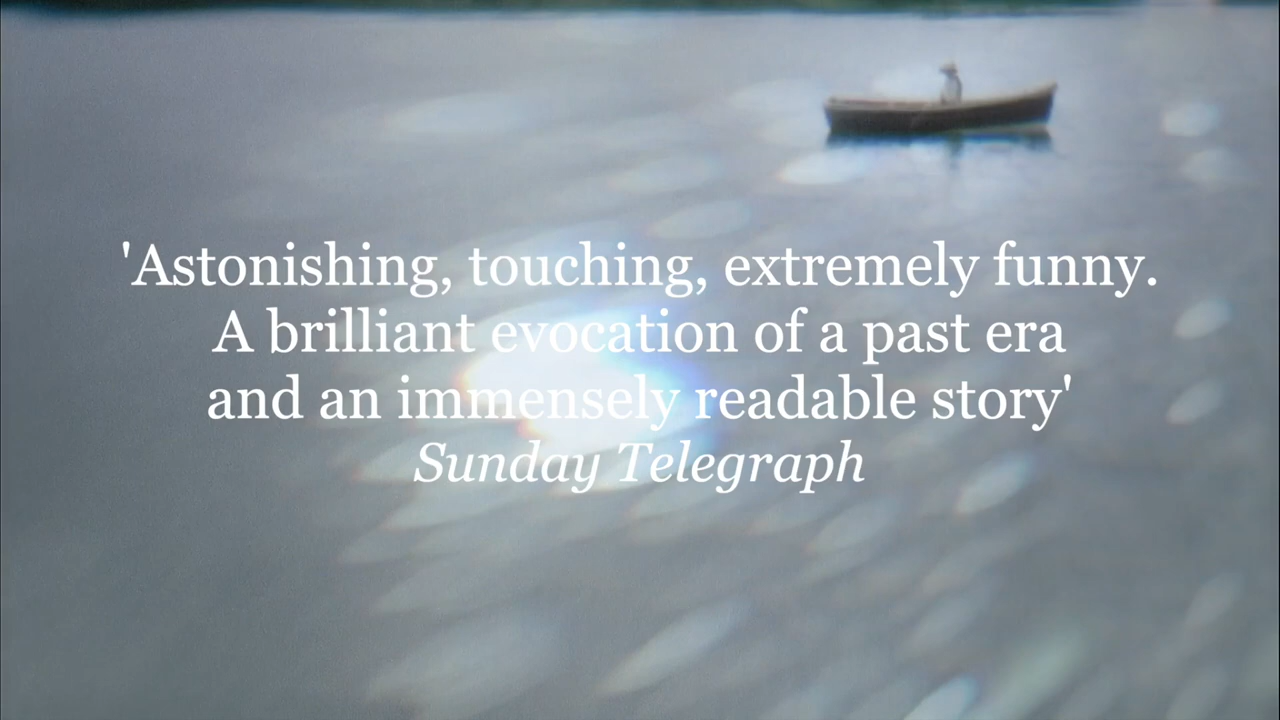 'Astonishing, touching, extremely funny.
A brilliant evocation of a past era
and an immensely readable story'
Sunday Telegraph